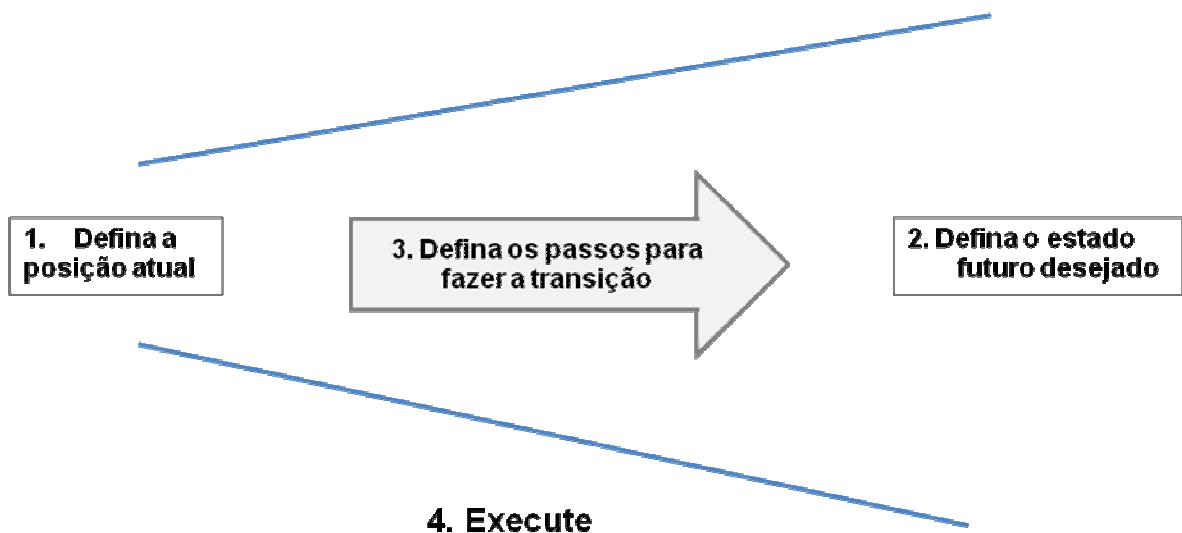 1. Defina a
posição atual
3. Defina os passos para
fazer a transição
2. Defina o estado
futuro desejado
4. Execute